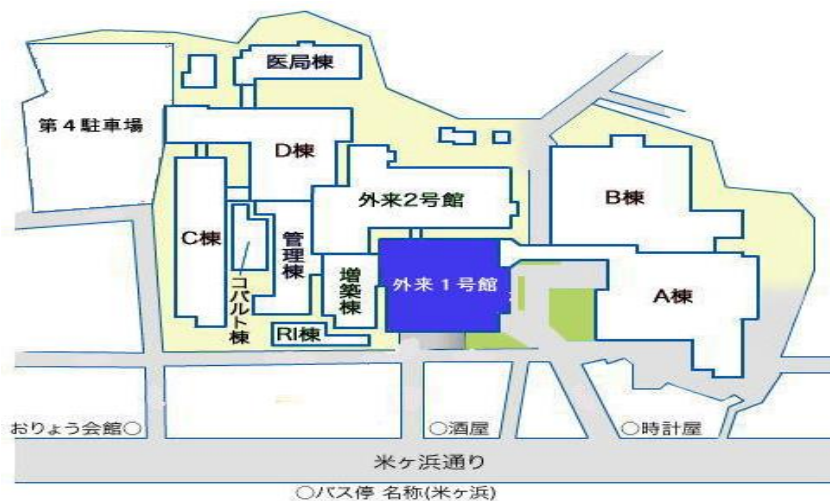 医局棟
第4駐車場
D棟
外来2号館
B棟
C棟
管理棟
コバルト棟
増築棟
外来1号館
A棟
RI棟
おりょう会館○
○酒屋
○時計屋
米ヶ浜通り
○バス停 名称(米ヶ浜)